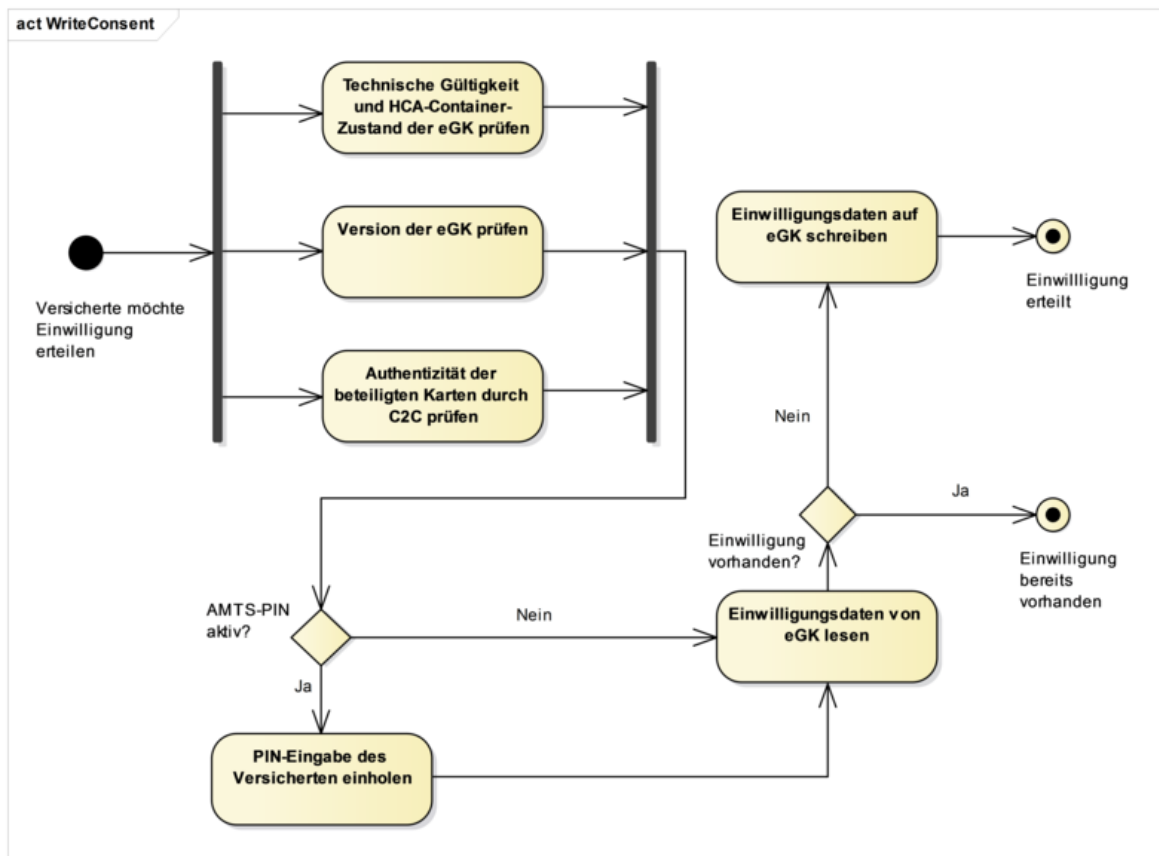 act WriteConsent
Technische Gültigkeit
und HCA-Container-
Zustand der eGK prüfen
Version der eGK prüfen
Authentizität der
beteiligten Karten durch
C2C prüfen
Versicherte möchte
Einwilligung
erteilen
Einwilligungsdaten auf
eGK schreiben
Einwillligung
erteilt
Nein
Ja
Einwilligung
vorhanden?
Einwilligung
bereits
vorhanden
AMTS-PIN
aktiv?
Nein
Einwilligungsdaten von
eGK lesen
Ja
PIN-Eingabe des
Versicherten einholen